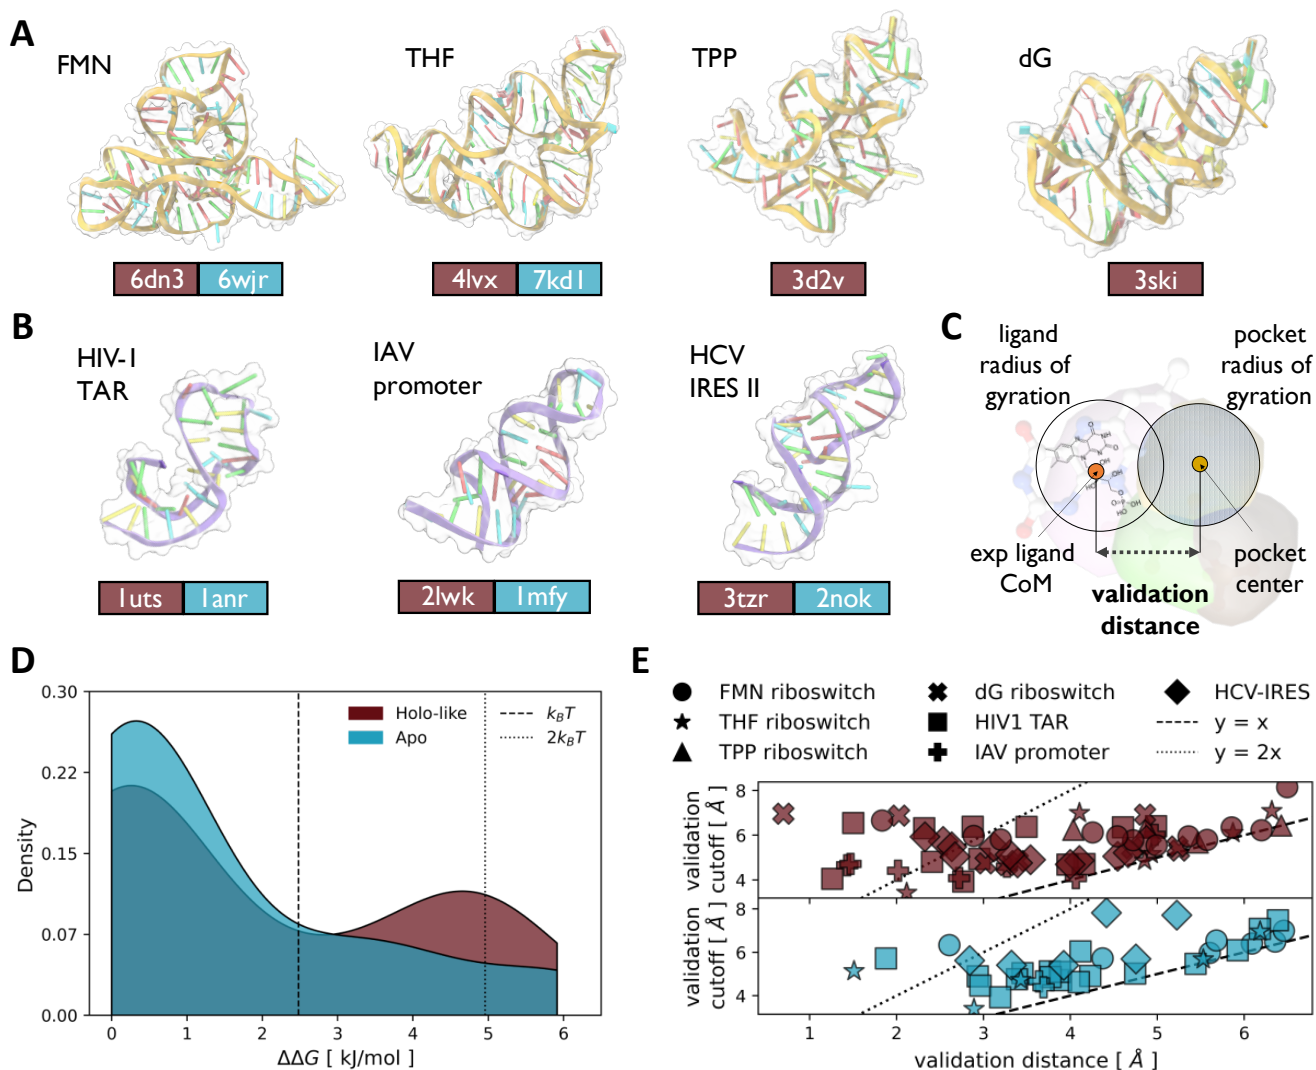 A
FMN
THF
TPP
dG
6dn3 6wjr
4lvx 7kd1
3d2v
3ski
B
HIV-1
TAR
IAV
promoter
HCV
IRES II
1uts 1anr
2lwk 1mfy
3tzr 2nok
C
ligand
radius of
gyration
pocket
radius of
gyration
exp ligand
CoM
pocket
center
validation
distance
D
0.30
0.22
0.15
0.07
0.00
Density
Holo-like
Apo
k_BT
2k_BT
0 1 2 3 4 5 6
ΔΔG [ kJ/mol ]
E
FMN riboswitch
THF riboswitch
TPP riboswitch
dG riboswitch
HIV1 TAR
IAV promoter
HCV-IRES
y = x
y = 2x
validation
cutoff [ Å ]
8
6
4
validation
cutoff [ Å ]
8
6
4
1 2 3 4 5 6
validation distance [ Å ]